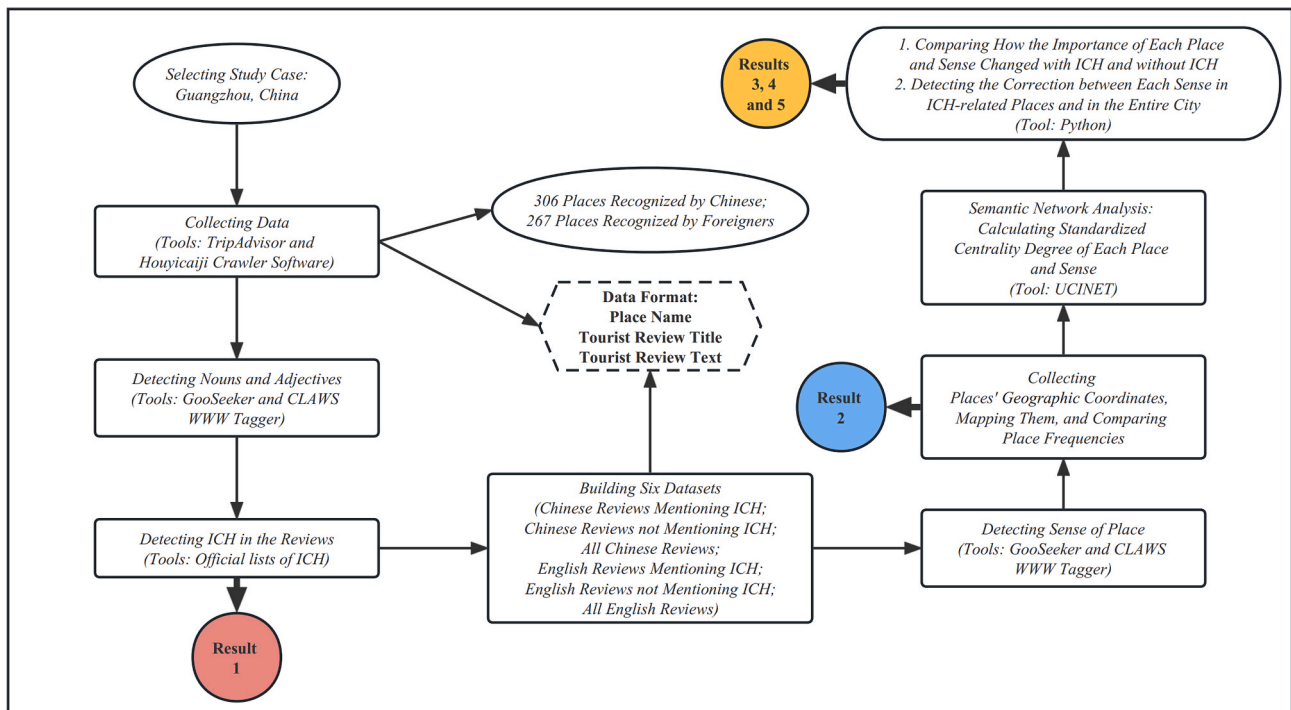 Selecting Study Case:
Guangzhou, China
Collecting Data
(Tools: TripAdvisor and
Houyicaiji Crawler Software)
306 Places Recognized by Chinese;
267 Places Recognized by Foreigners
Data Format:
Place Name
Tourist Review Title
Tourist Review Text
Detecting Nouns and Adjectives
(Tools: GooSeeker and CLAWS
WWW Tagger)
Detecting ICH in the Reviews
(Tools: Official lists of ICH)
Result
1
Building Six Datasets
(Chinese Reviews Mentioning ICH;
Chinese Reviews not Mentioning ICH;
All Chinese Reviews;
English Reviews Mentioning ICH;
English Reviews not Mentioning ICH;
All English Reviews)
Detecting Sense of Place
(Tools: GooSeeker and CLAWS
WWW Tagger)
Collecting
Places' Geographic Coordinates,
Mapping Them, and Comparing
Place Frequencies
Result
2
Semantic Network Analysis:
Calculating Standardized
Centrality Degree of Each Place
and Sense
(Tool: UCINET)
1. Comparing How the Importance of Each Place
and Sense Changed with ICH and without ICH
2. Detecting the Correction between Each Sense in
ICH-related Places and in the Entire City
(Tool: Python)
Results
3, 4
and 5